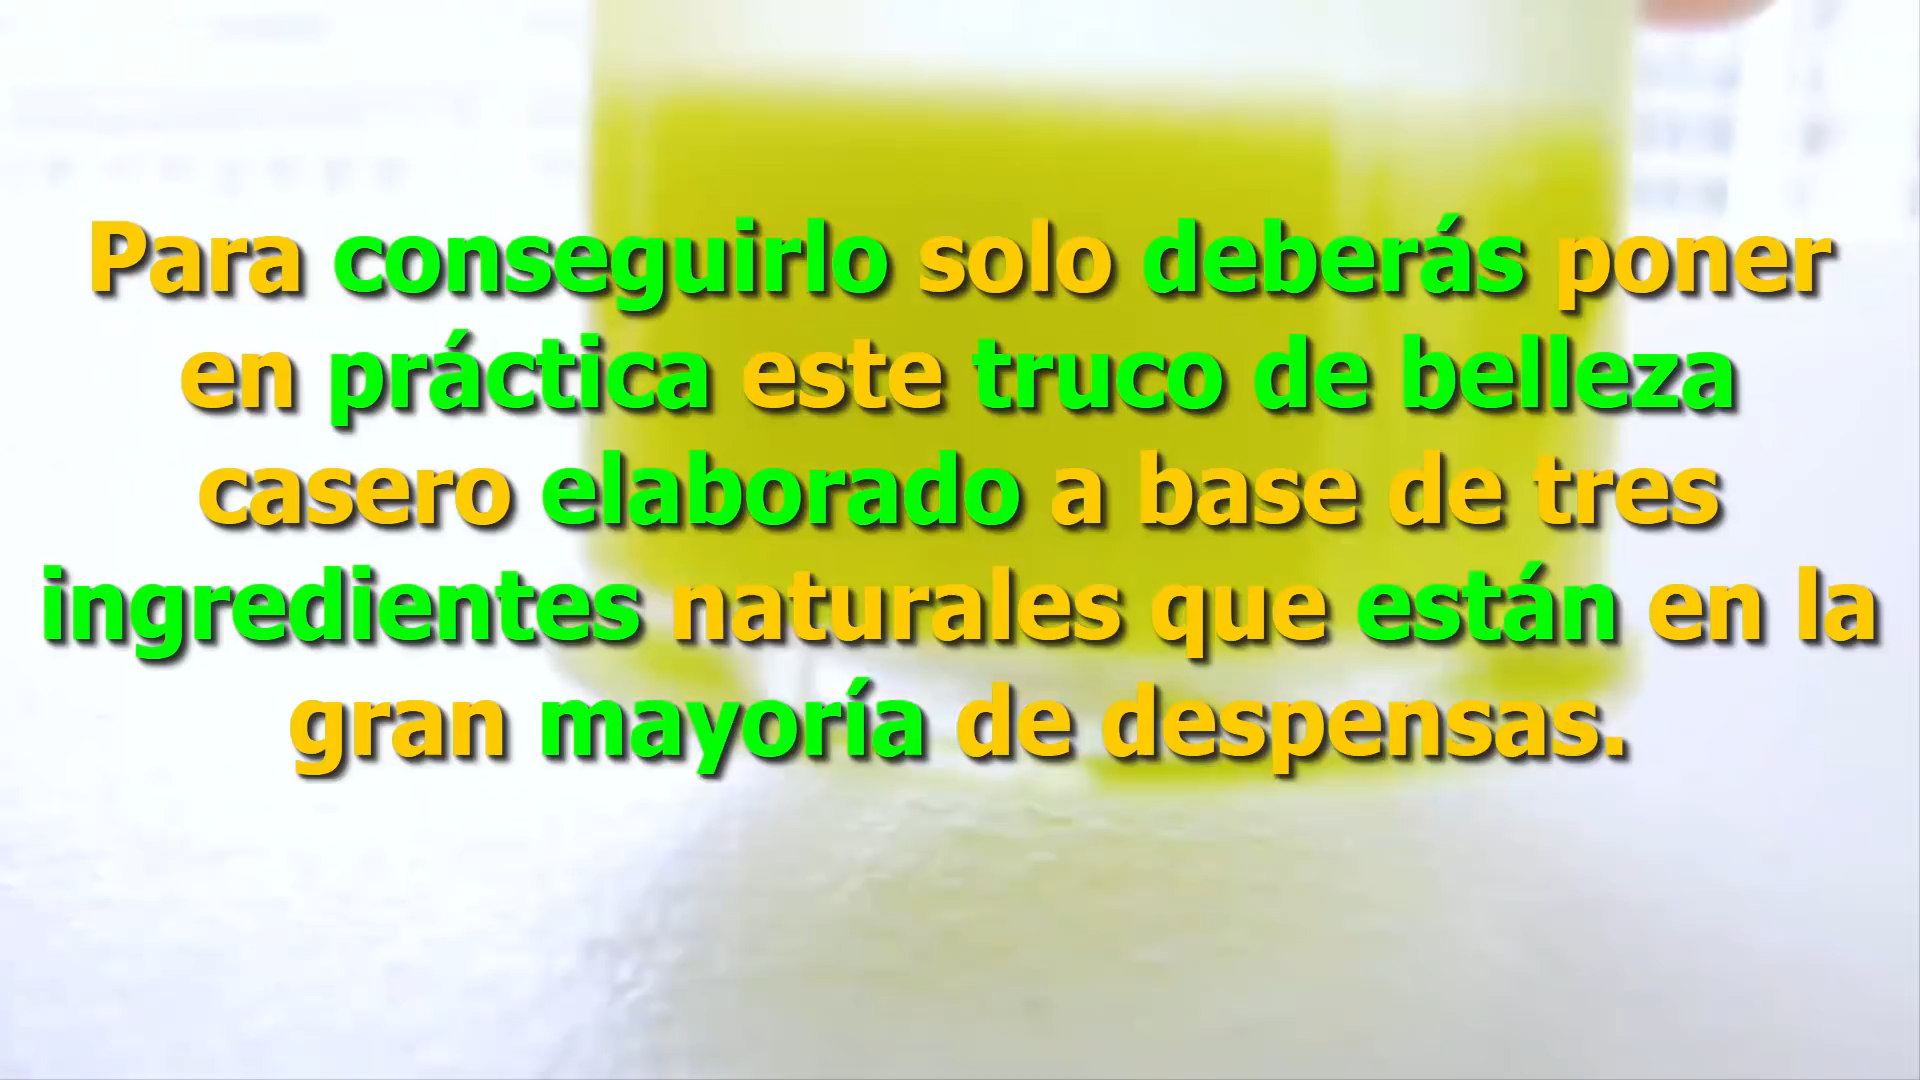 Para conseguirlo solo deberás poner
en práctica este truco de belleza
casero elaborado a base de tres
ingredientes naturales que están en la
gran mayoría de despensas.